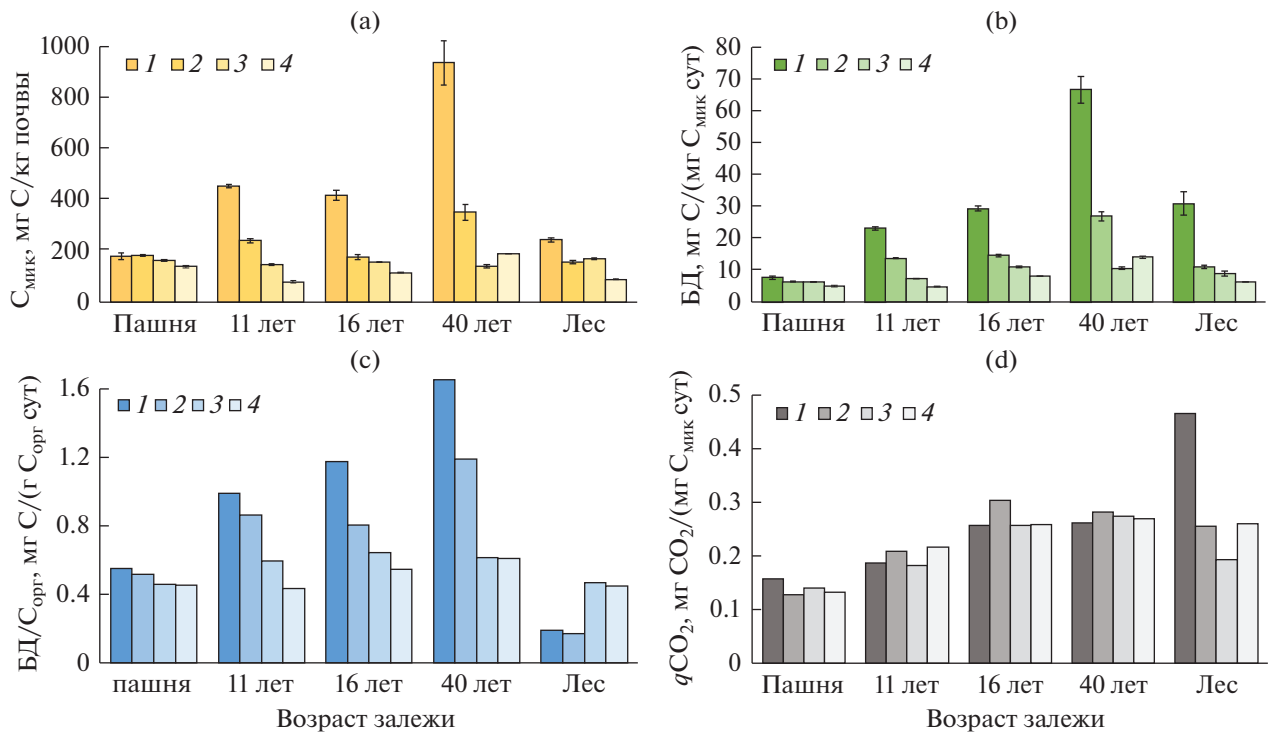 (a)
Cмик, мг C/кг почвы
1000
800
600
400
200
0
1 2 3 4
Пашня 11 лет 16 лет 40 лет Лес
(b)
БД, мг C/(мг Cмик сут)
80
70
60
50
40
30
20
10
0
1 2 3 4
Пашня 11 лет 16 лет 40 лет Лес
(c)
БД/Cорг, мг C/(г Cорг сут)
1.6
1.2
0.8
0.4
0
1 2 3 4
пашня 11 лет 16 лет 40 лет Лес
Возраст залежи
(d)
qCO₂, мг CO₂/(мг Cмик сут)
0.5
0.4
0.3
0.2
0.1
0
1 2 3 4
Пашня 11 лет 16 лет 40 лет Лес
Возраст залежи